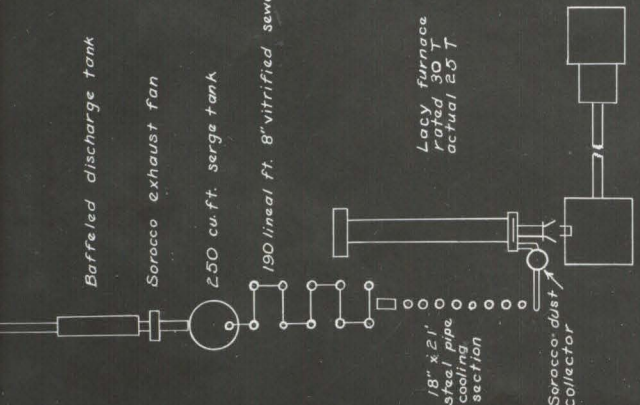 Baffeled discharge tank
Sorocco exhaust fan
250 cu.ft. serge tank
190 lineal ft. 8" vitrified sew
Lacy furnace
rated 30 T
actual 25 T
18" x 21'
steel pipe
cooling
section
Sorocco dust
collector